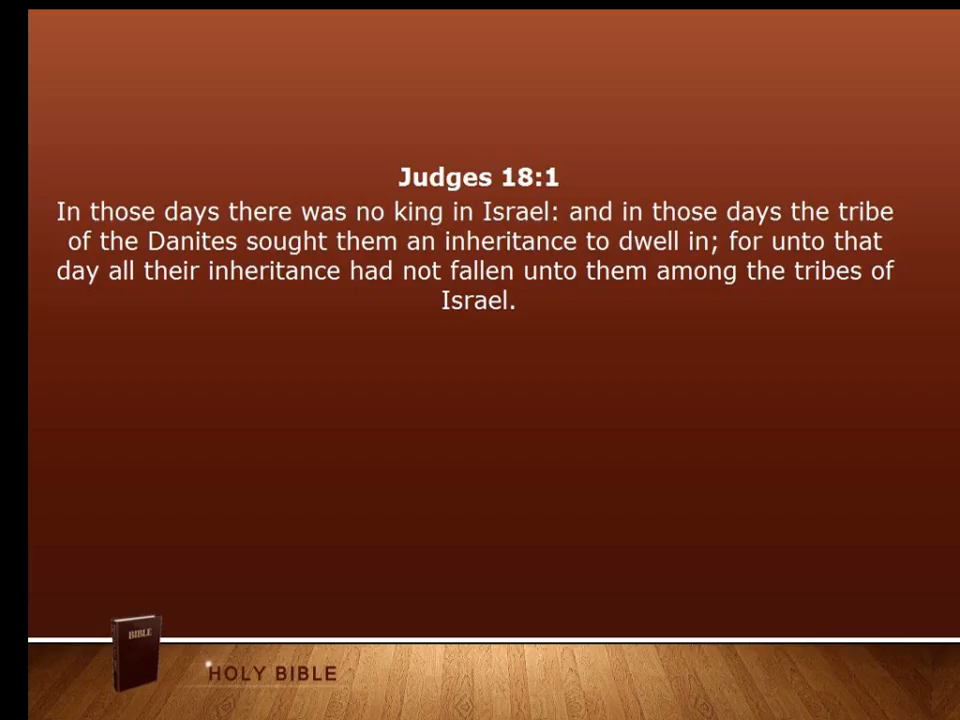 Judges 18:1
In those days there was no king in Israel: and in those days the tribe
of the Danites sought them an inheritance to dwell in; for unto that
day all their inheritance had not fallen unto them among the tribes of
Israel.
BIBLE
HOLY BIBLE